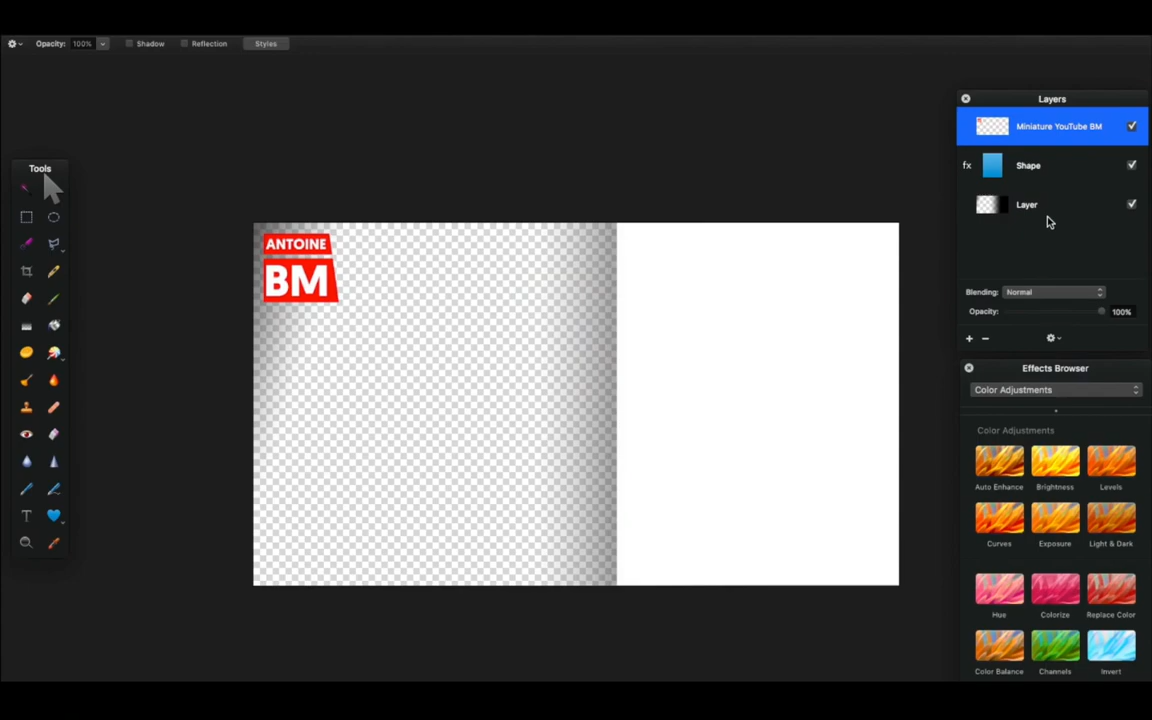 Opacity: 100% Shadow Reflection Styles
Layers
Miniature YouTube BM
fx Shape
Layer
Blending: Normal
Opacity: 100%
Tools
T
ANTOINE
BM
Effects Browser
Color Adjustments
Color Adjustments
Auto Enhance Brightness Levels
Curves Exposure Light & Dark
Hue Colorize Replace Color
Color Balance Channels Invert